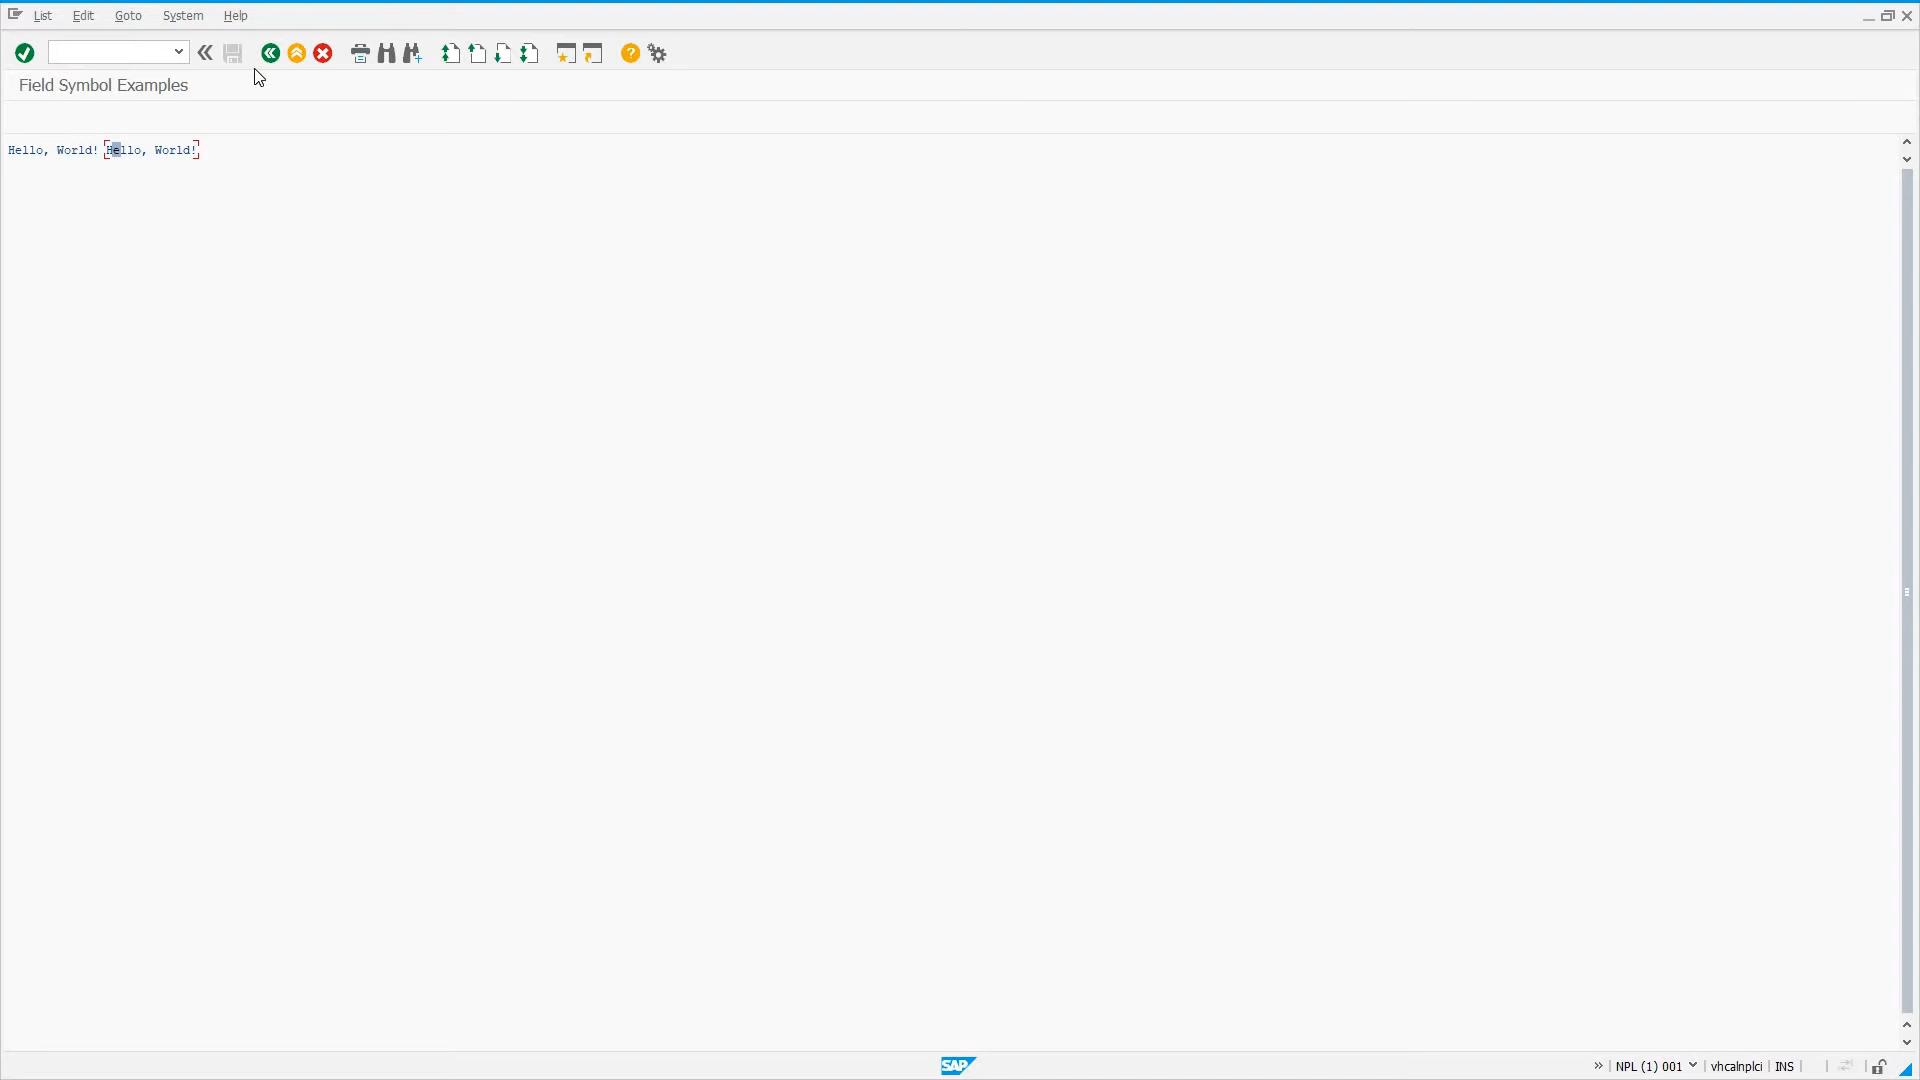 List Edit Goto System Help
Field Symbol Examples
Hello, World! Hello, World!
SAP NPL (1) 001 vhcalnplci INS